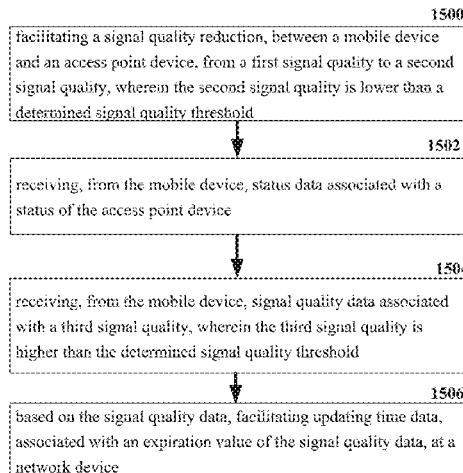 1500
facilitating a signal quality reduction, between a mobile device
and an access point device, from a first signal quality to a second
signal quality, wherein the second signal quality is lower than a
determined signal quality threshold
1502
receiving, from the mobile device, status data associated with a
status of the access point device
1504
receiving, from the mobile device, signal quality data associated
with a third signal quality, wherein the third signal quality is
higher than the determined signal quality threshold
1506
based on the signal quality data, facilitating updating time data,
associated with an expiration value of the signal quality data, at a
network device